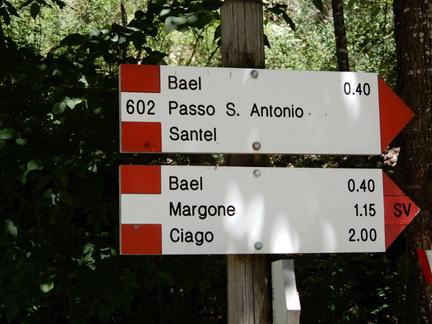 Bael 0.40
602 Passo S. Antonio
Santel
Bael 0.40
Margone 1.15 SV
Ciago 2.00